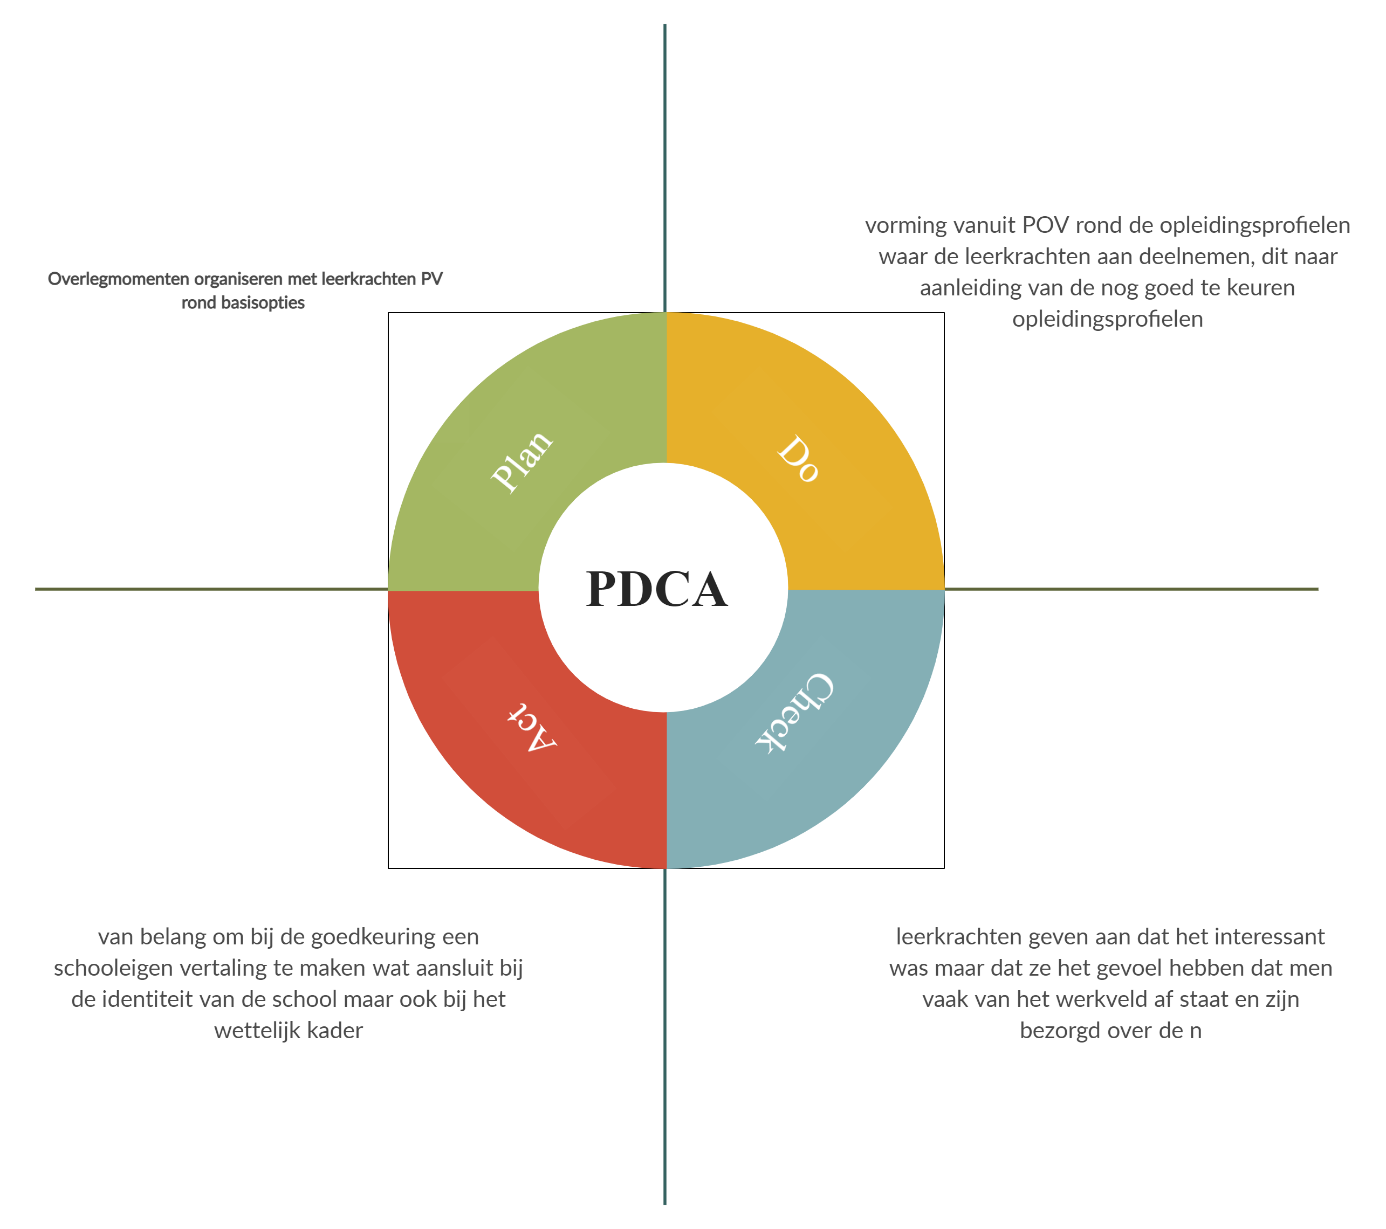 Overlegmomenten organiseren met leerkrachten PV
rond basisopties
vorming vanuit POV rond de opleidingsprofielen
waar de leerkrachten aan deelnemen, dit naar
aanleiding van de nog goed te keuren
opleidingsprofielen
Plan
Do
PDCA
Act
Check
van belang om bij de goedkeuring een
schooleigen vertaling te maken wat aansluit bij
de identiteit van de school maar ook bij het
wettelijk kader
leerkrachten geven aan dat het interessant
was maar dat ze het gevoel hebben dat men
vaak van het werkveld af staat en zijn
bezorgd over de n